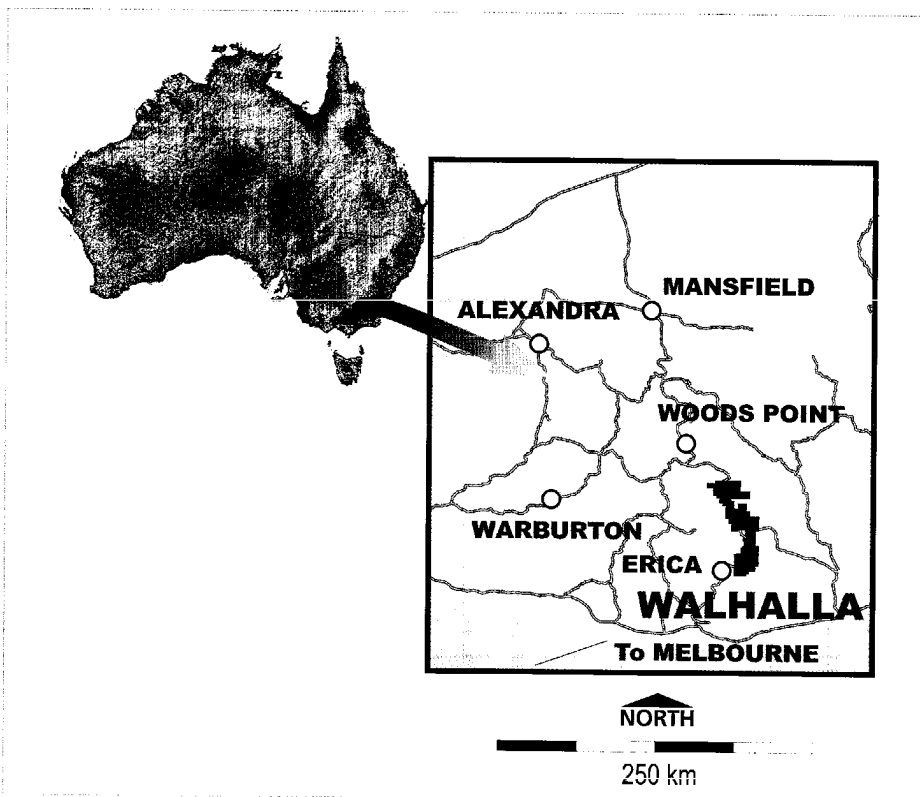 MANSFIELD
ALEXANDRA
WOODS POINT
WARBURTON
ERICA
WALHALLA
To MELBOURNE
NORTH
250 km